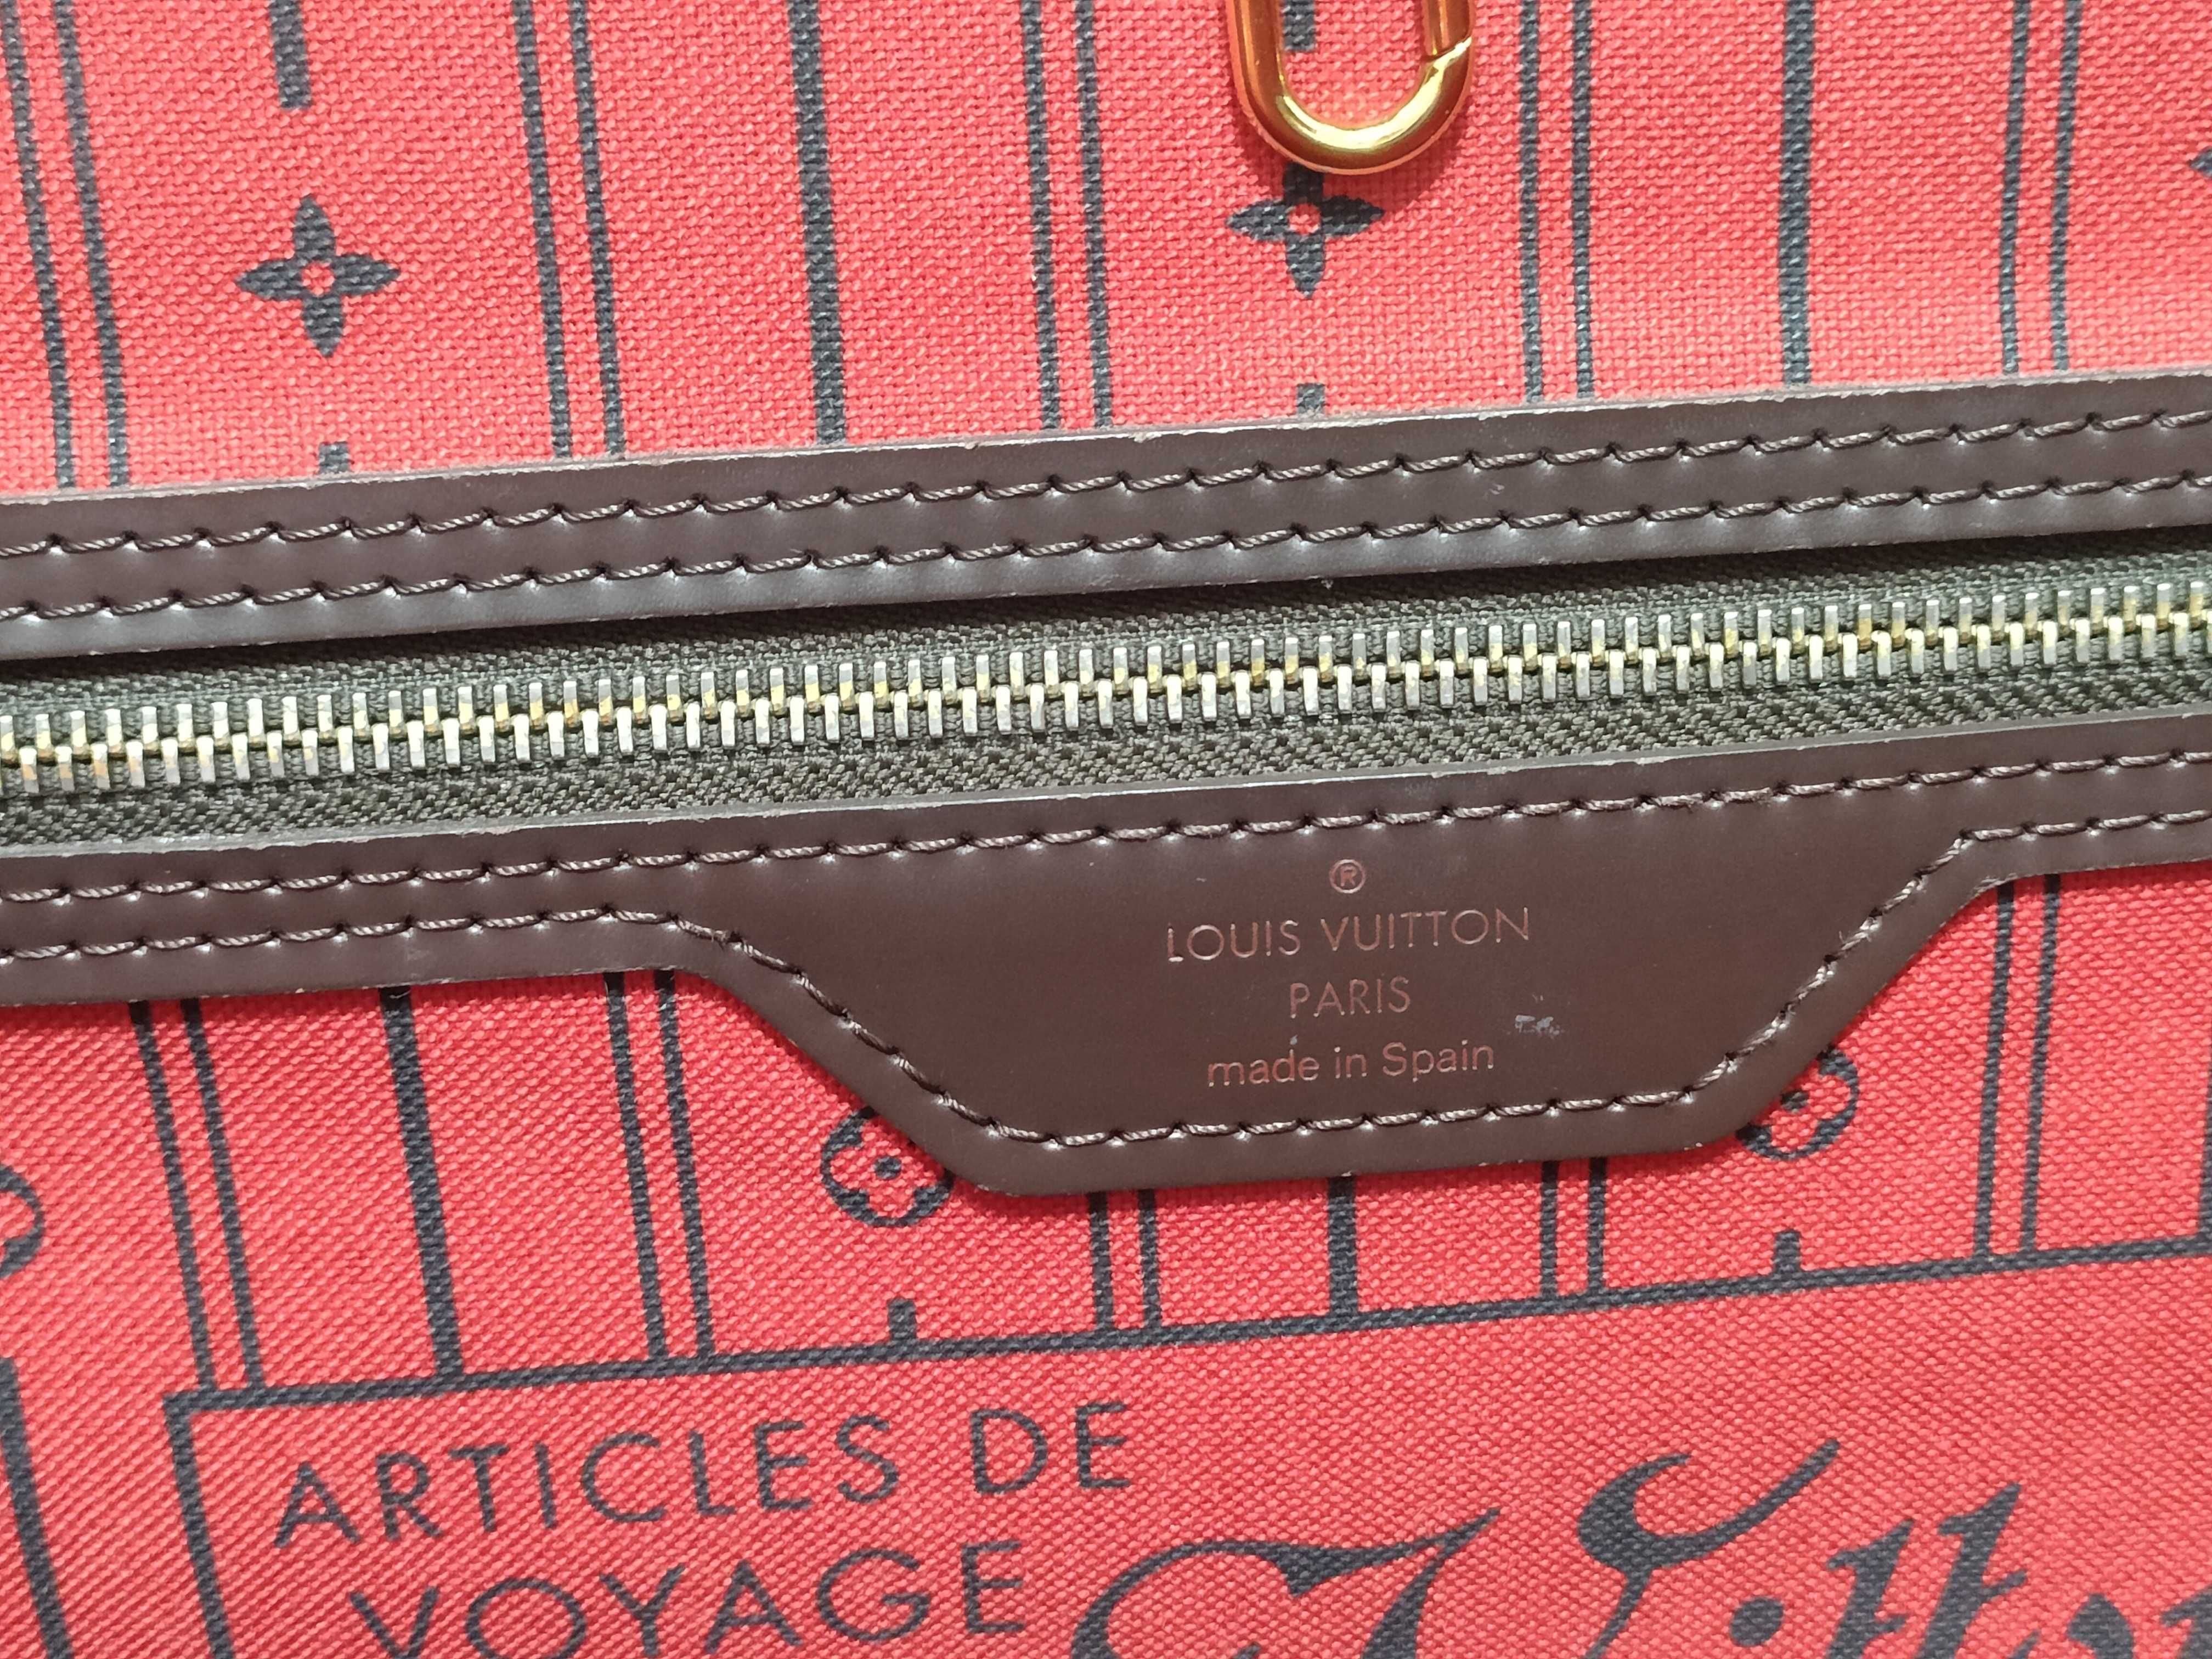 ®
LOUIS VUITTON
PARIS
made in Spain
ARTICLES DE
VOYAGE